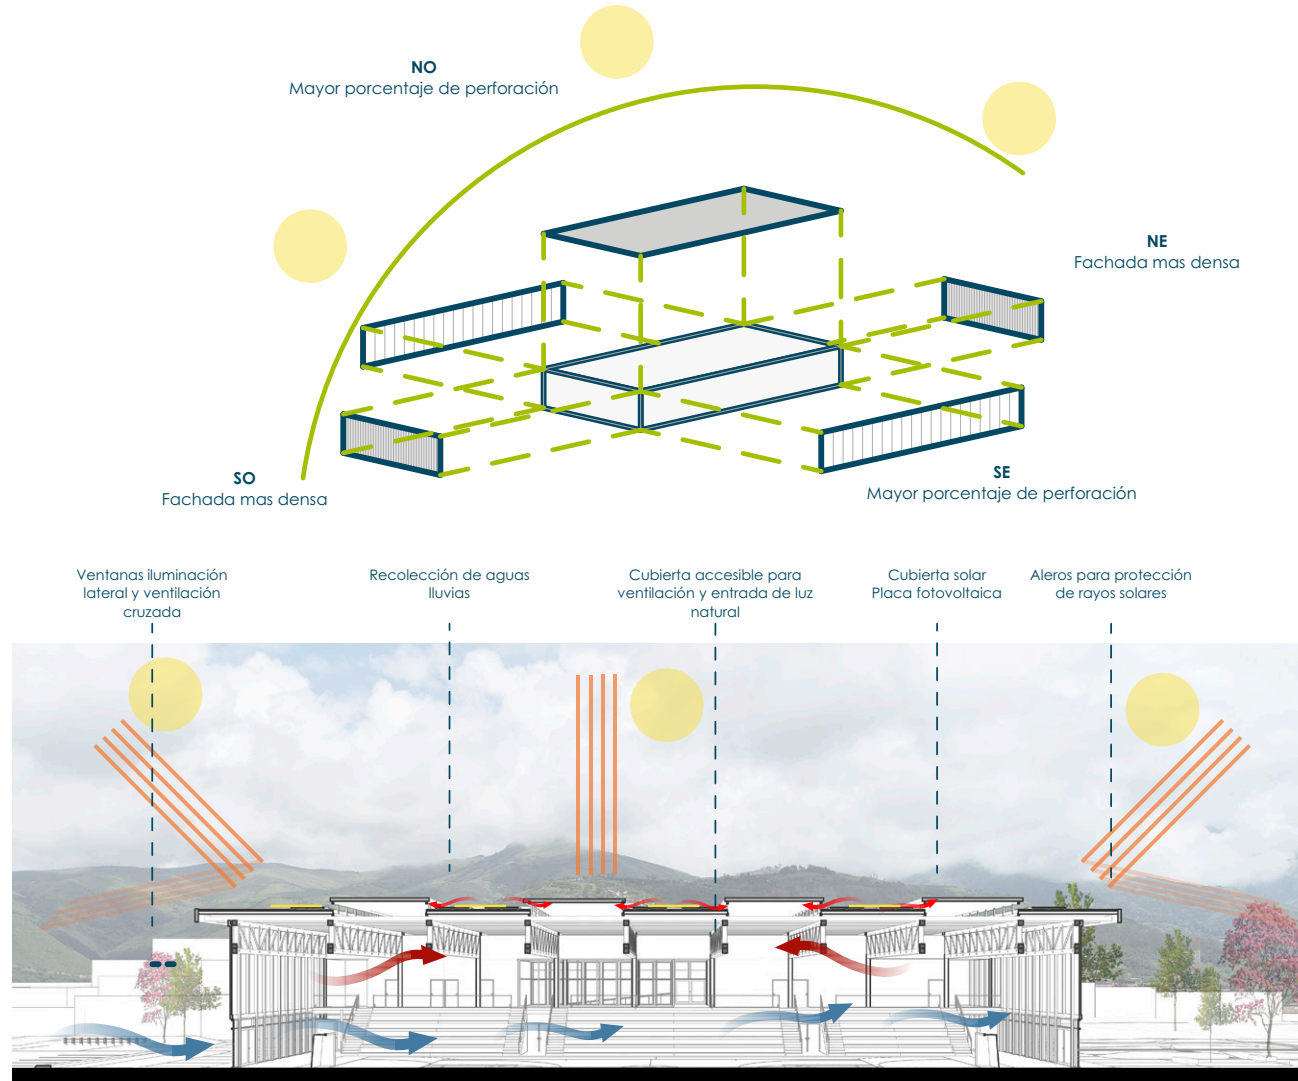 NO
Mayor porcentaje de perforación
NE
Fachada mas densa
SO
Fachada mas densa
SE
Mayor porcentaje de perforación
Ventanas iluminación
lateral y ventilación
cruzada
Recolección de aguas
lluvias
Cubierta accesible para
ventilación y entrada de luz
natural
Cubierta solar
Placa fotovoltaica
Aleros para protección
de rayos solares